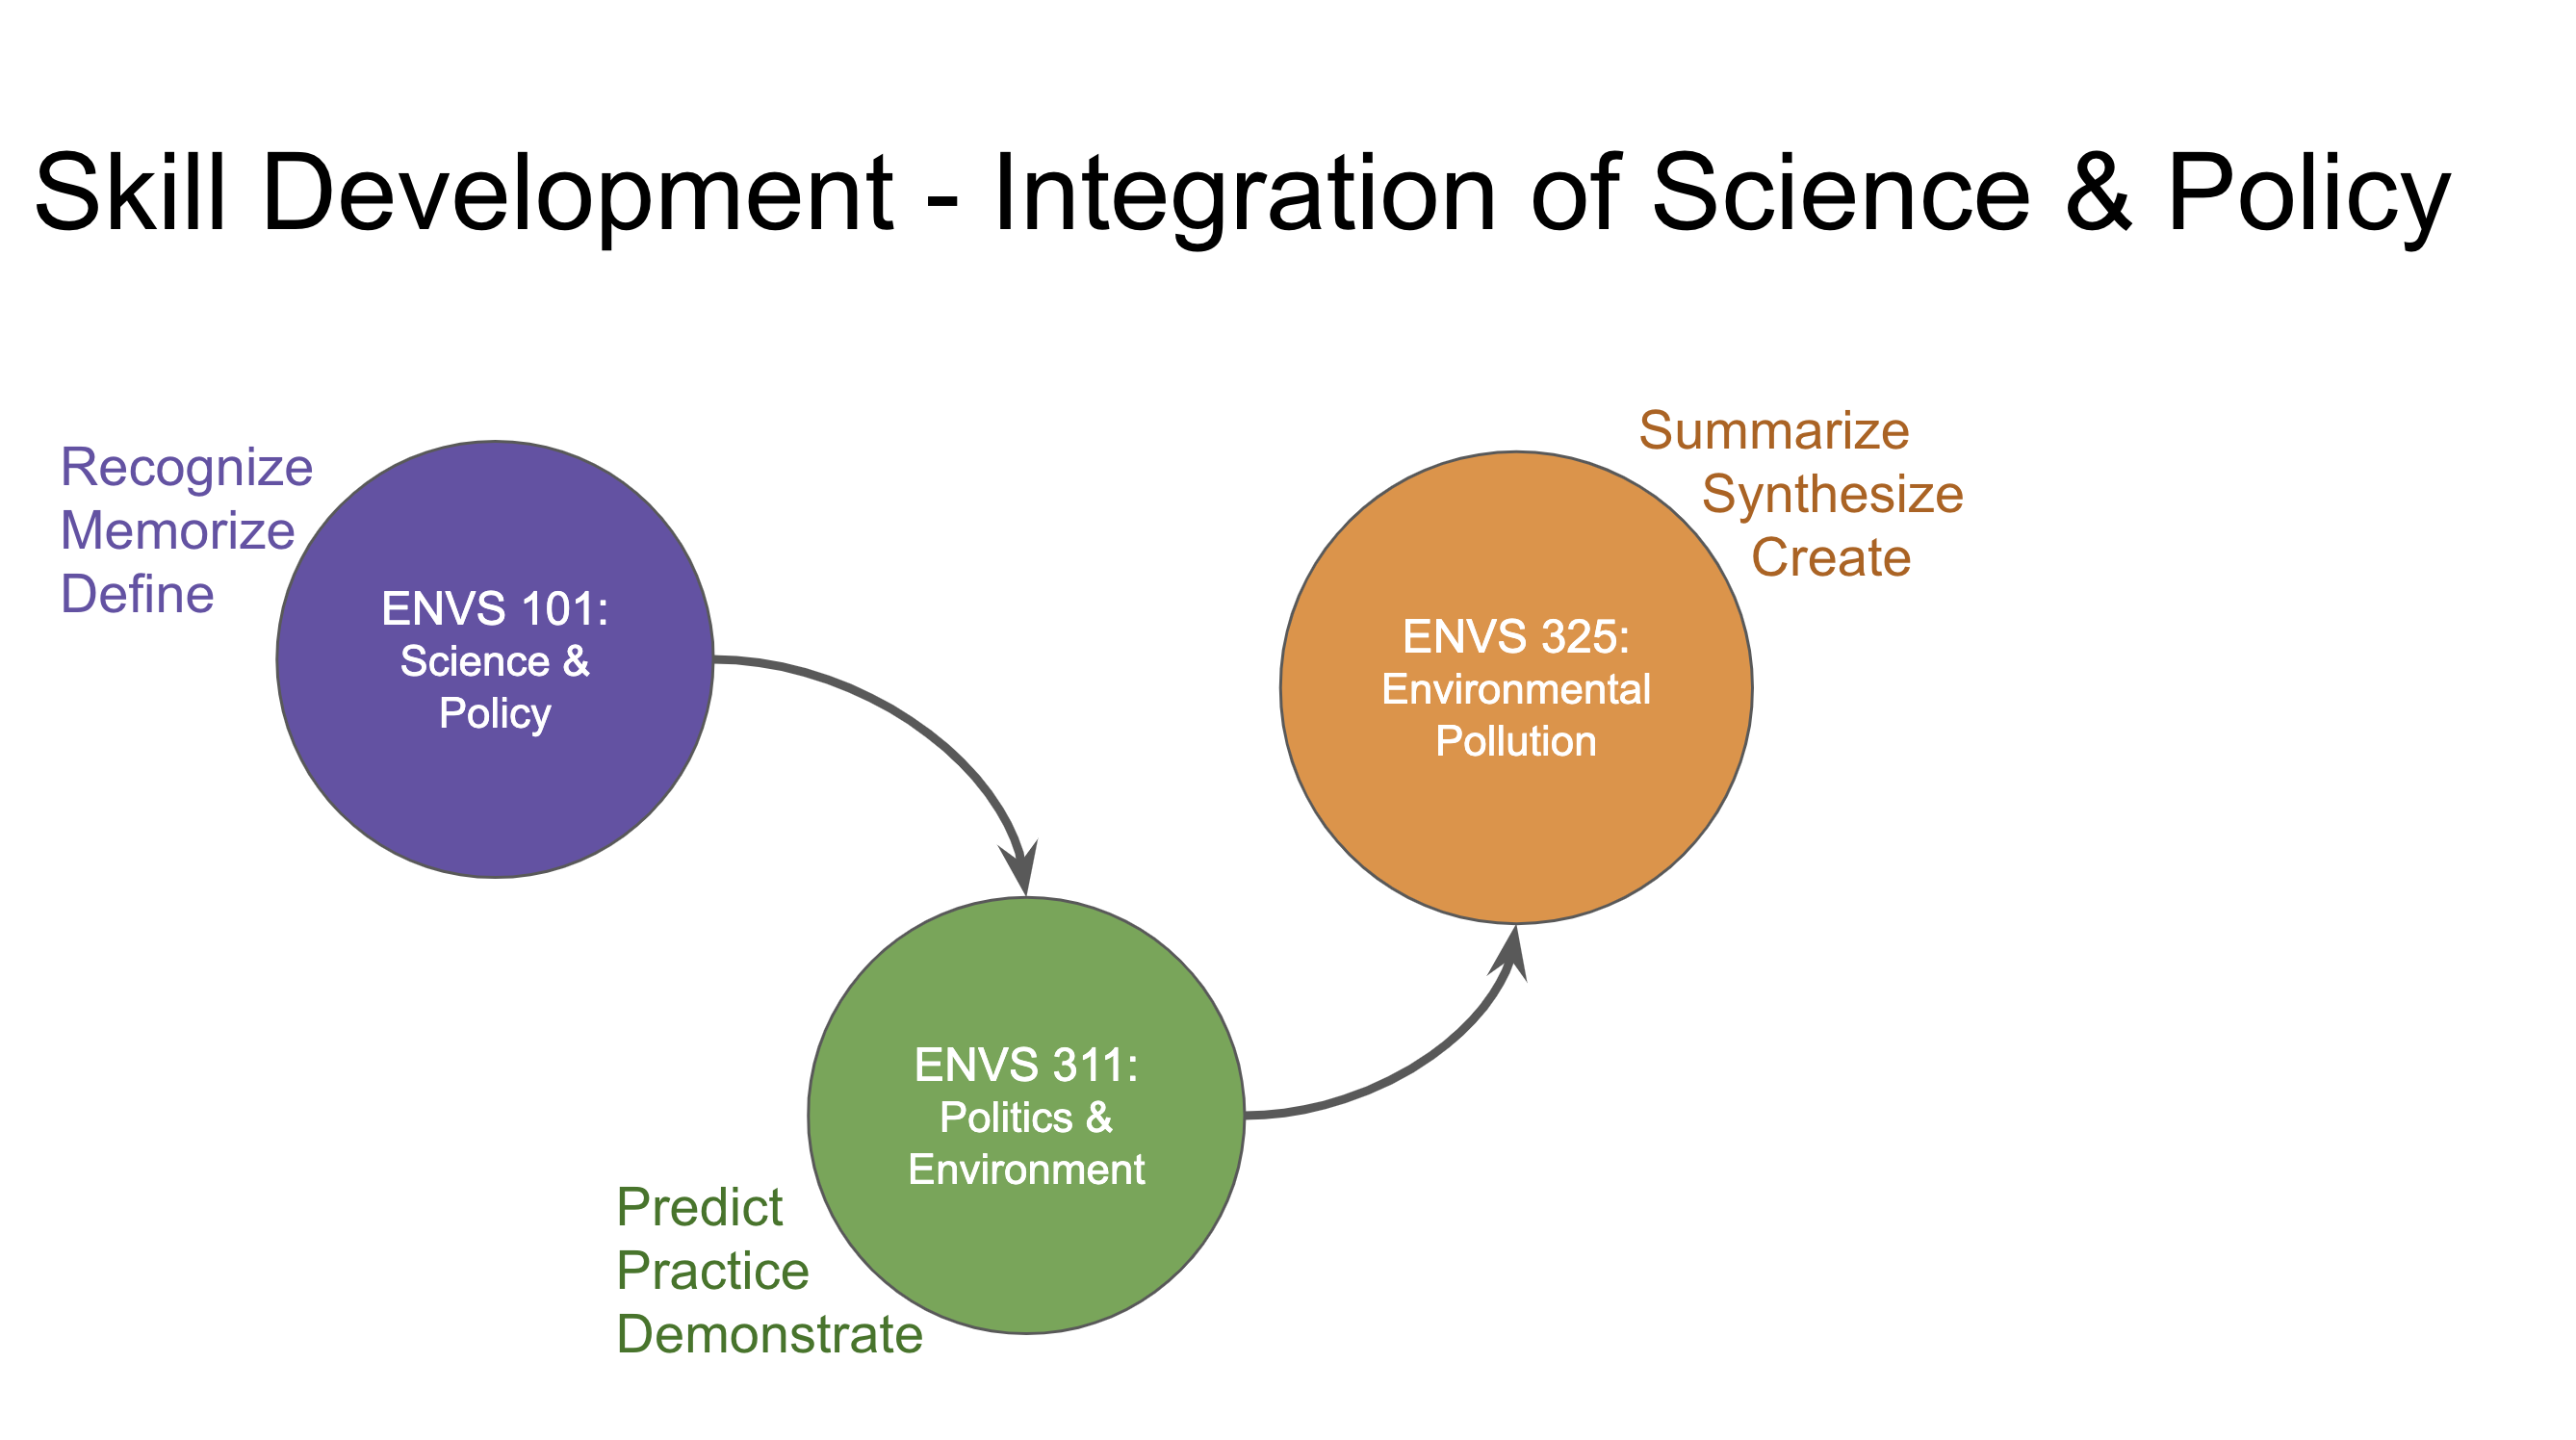 Skill Development - Integration of Science & Policy
Recognize
Memorize
Define
ENVS 101:
Science &
Policy
Predict
Practice
Demonstrate
ENVS 311:
Politics &
Environment
Summarize
Synthesize
Create
ENVS 325:
Environmental
Pollution